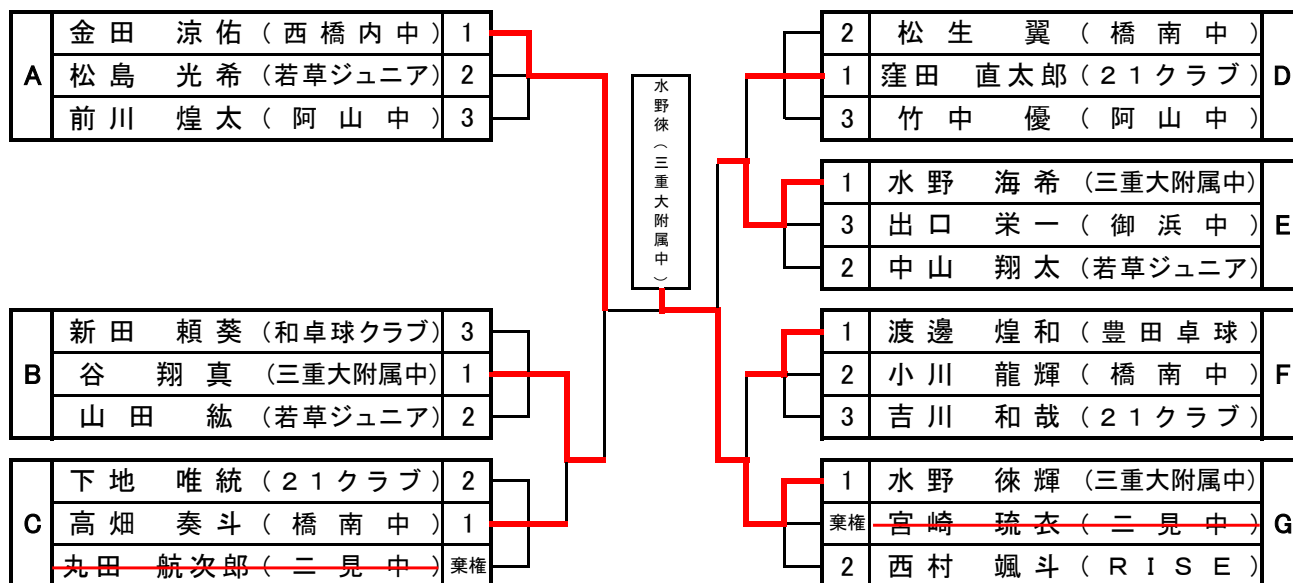 A
金田 涼佑 (西橋内中) 1
松島 光希 (若草ジュニア) 2
前川 煌太 (阿山中) 3
B
新田 頼葵 (和卓球クラブ) 3
谷 翔真 (三重大附属中) 1
山田 紘 (若草ジュニア) 2
C
下地 唯統 (21クラブ) 2
高畑 奏斗 (橋南中) 1
丸田 航次郎 (二見中) 棄権
水野徠(三重大附属中)
D
2 松生 翼 (橋南中)
1 窪田 直太郎 (21クラブ)
3 竹中 優 (阿山中)
E
1 水野 海希 (三重大附属中)
3 出口 栄一 (御浜中)
2 中山 翔太 (若草ジュニア)
F
1 渡邊 煌和 (豊田卓球)
2 小川 龍輝 (橋南中)
3 吉川 和哉 (21クラブ)
G
1 水野 徠輝 (三重大附属中)
棄権 宮崎 琉衣 (二見中)
2 西村 颯斗 (RISE)